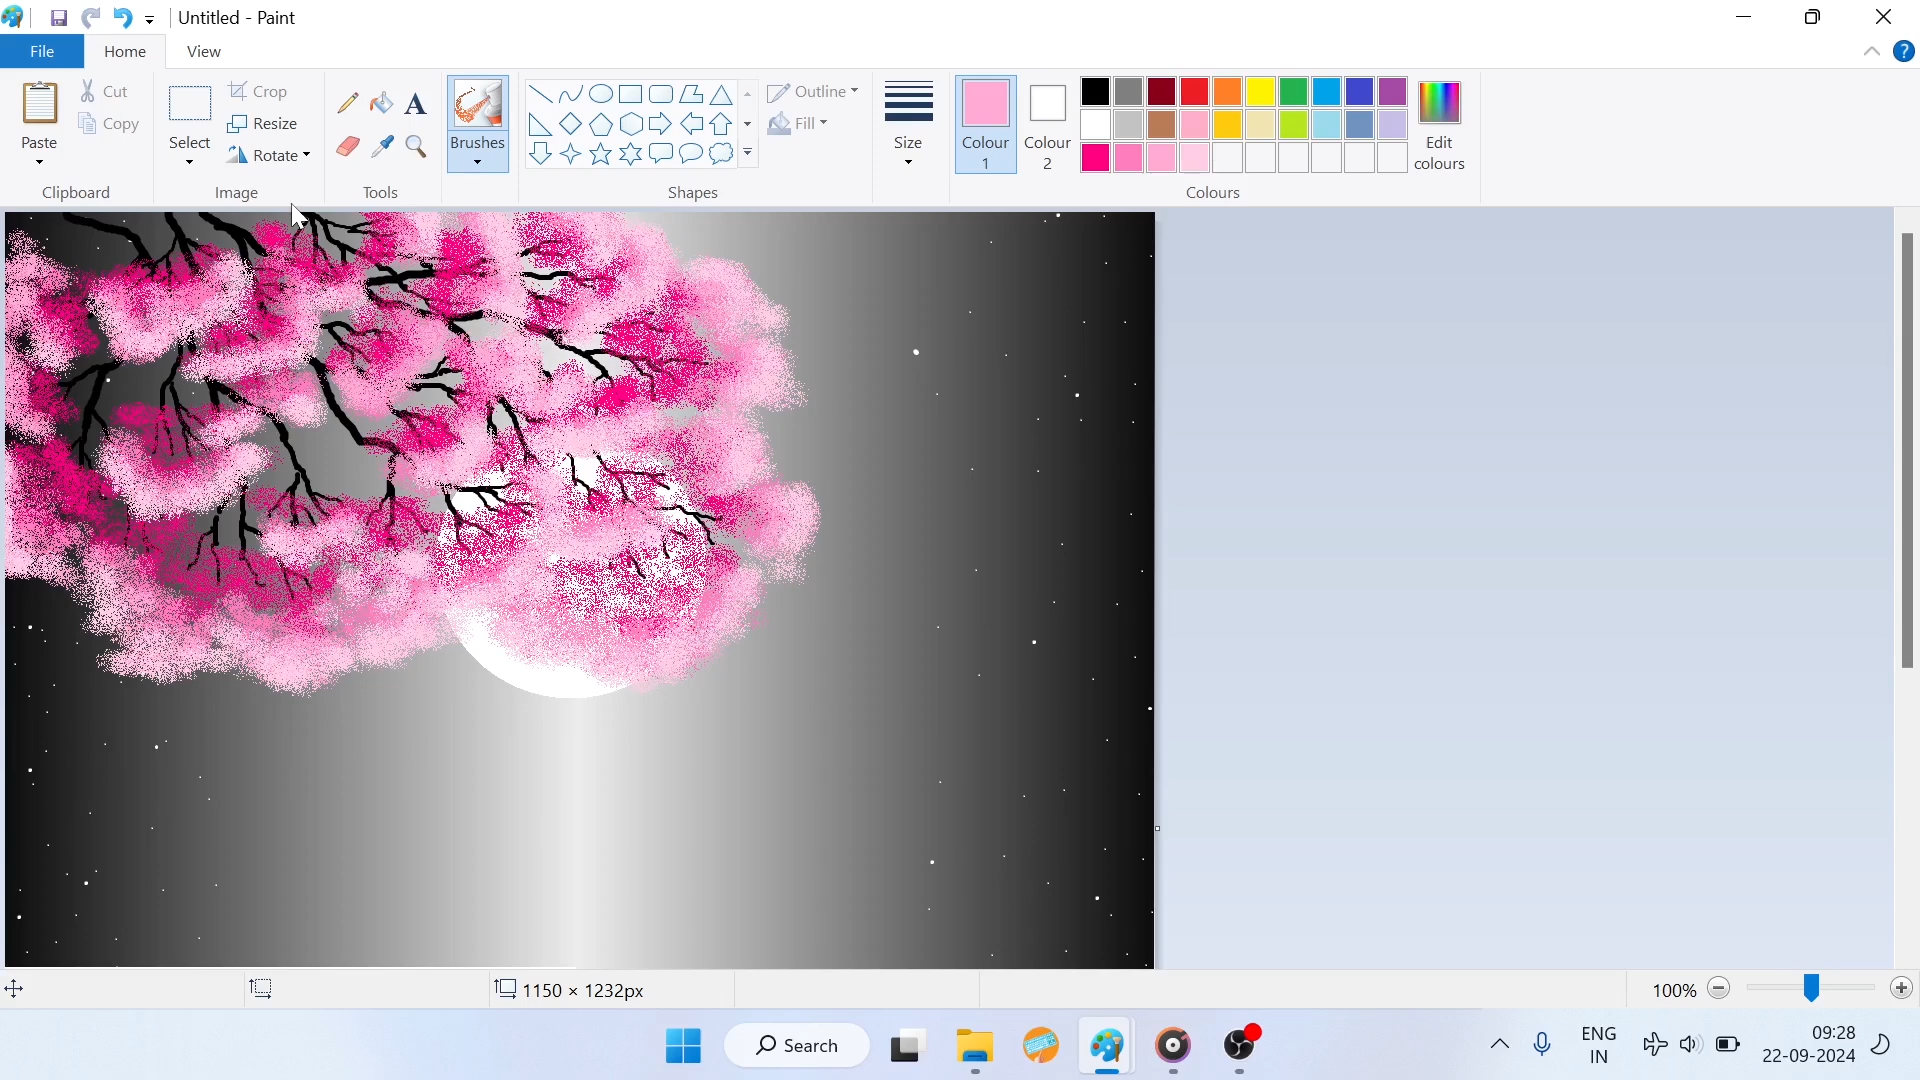 Untitled - Paint
File
Home
View
Paste
Cut
Copy
Clipboard
Select
Crop
Resize
Rotate
Image
A
Tools
Brushes
Outline
Fill
Shapes
Size
Colour 1
Colour 2
Edit colours
Colours
?
1150 × 1232px
100%
Search
ENG
IN
09:28
22-09-2024